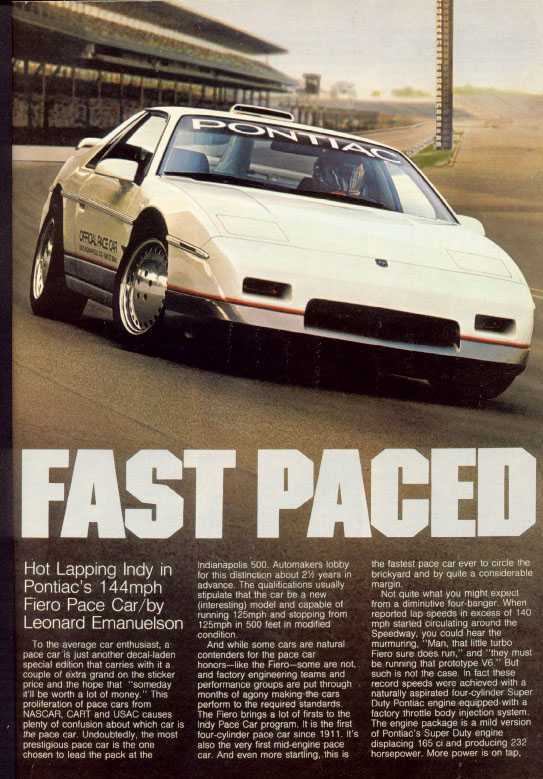 PONTIAC
OFFICIAL PACE CAR
FAST PACED
Hot Lapping Indy in
Pontiac's 144mph
Fiero Pace Car/by
Leonard Emanuelson
To the average car enthusiast, a
pace car is just another decal-laden
special edition that carries with it a
couple of extra grand on the sticker
price and the hope that "someday
it'll be worth a lot of money." This
proliferation of pace cars from
NASCAR, CART and USAC causes
plenty of confusion about which car is
the pace car. Undoubtedly, the most
prestigious pace car is the one
chosen to lead the pack at the
Indianapolis 500. Automakers lobby
for this distinction about 2½ years in
advance. The qualifications usually
stipulate that the car be a new
(interesting) model and capable of
running 125mph and stopping from
125mph in 500 feet in modified
condition.
And while some cars are natural
contenders for the pace car
honors—like the Fiero—some are not,
and factory engineering teams and
performance groups are put through
months of agony making the cars
perform to the required standards.
The Fiero brings a lot of firsts to the
Indy Pace Car program. It is the first
four-cylinder pace car since 1911. It's
also the very first mid-engine pace
car. And even more startling, this is
the fastest pace car ever to circle the
brickyard and by quite a considerable
margin.
Not quite what you might expect
from a diminutive four-banger. When
reported lap speeds in excess of 140
mph started circulating around the
Speedway, you could hear the
murmuring, "Man, that little turbo
Fiero sure does run," and "they must
be running that prototype V6." But
such is not the case. In fact these
record speeds were achieved with a
naturally aspirated four-cylinder Super
Duty Pontiac engine equipped with a
factory throttle body injection system.
The engine package is a mild version
of Pontiac's Super Duty engine
displacing 165 ci and producing 232
horsepower. More power is on tap,